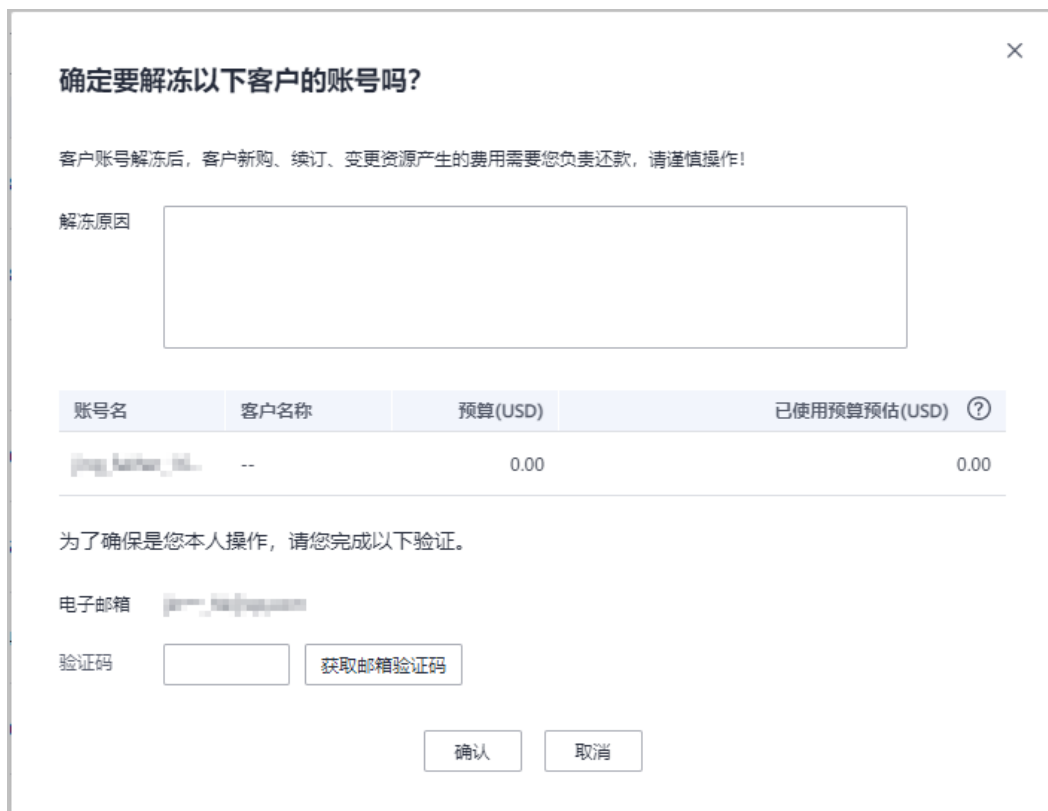 确定要解冻以下客户的账号吗？
客户账号解冻后，客户新购、续订、变更资源产生的费用需要您负责还款，请谨慎操作！
解冻原因
账号名 客户名称 预算(USD) 已使用预算预估(USD) ?
-- 0.00 0.00
为了确保是您本人操作，请您完成以下验证。
电子邮箱
验证码 获取邮箱验证码
确认 取消